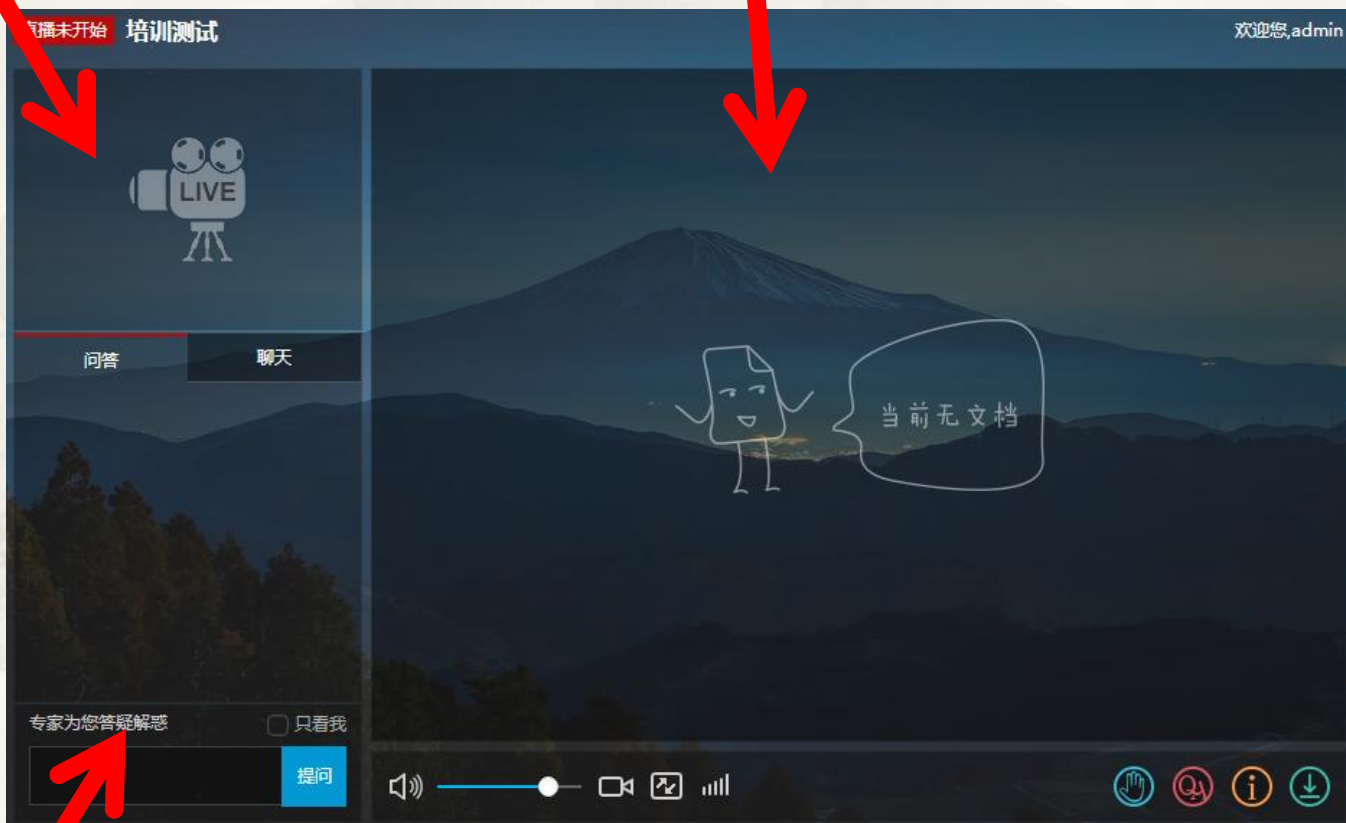 直播未开始 培训测试
欢迎您,admin
LIVE
问答 聊天
当前无文档
专家为您答疑解惑 只看我
提问
QA
i